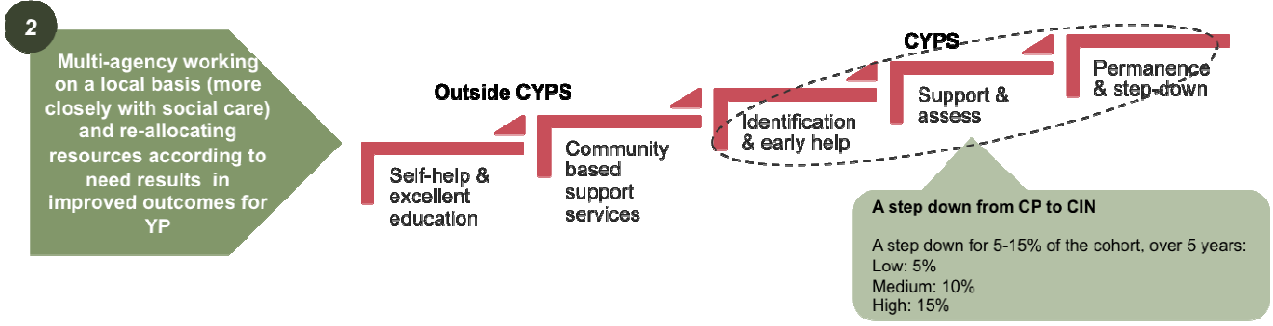 2
Multi-agency working
on a local basis (more
closely with social care)
and re-allocating
resources according to
need results in
improved outcomes for
YP
Outside CYPS
CYPS
Self-help &
excellent
education
Community
based
support
services
Identification
& early help
Support &
assess
Permanence
& step-down
A step down from CP to CIN
A step down for 5-15% of the cohort, over 5 years:
Low: 5%
Medium: 10%
High: 15%